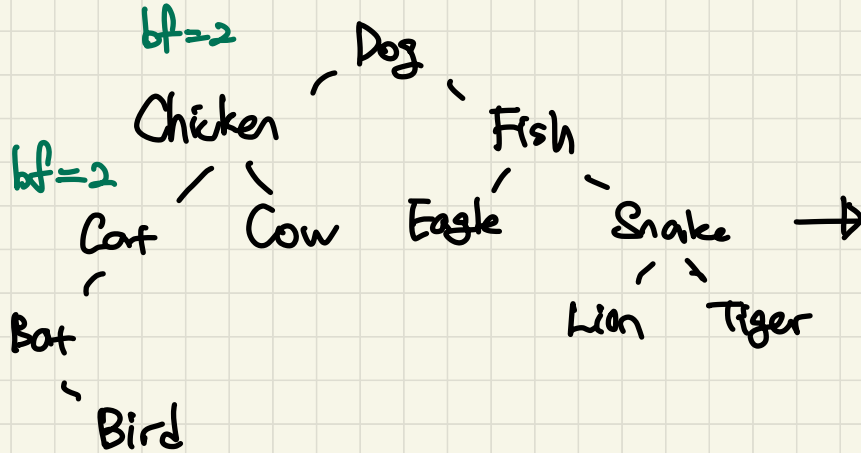 bf=2
Dog
Chicken
Fish
bf=2
Cat
Cow
Eagle
Snake
Bat
Lion
Tiger
Bird